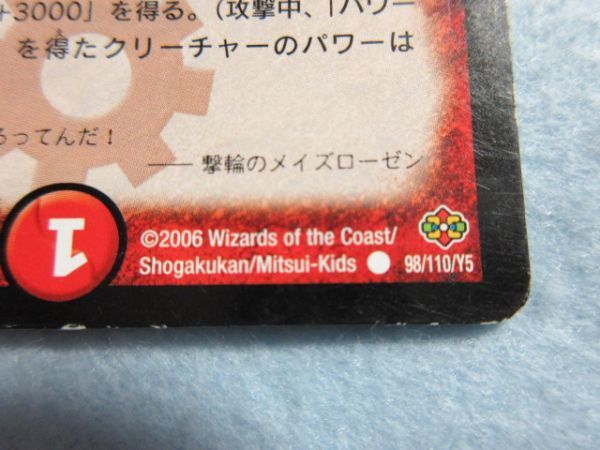 +3000」を得る。(攻撃中、「パワー
を得たクリーチャーのパワーは
ろってんだ！
—— 撃輪のメイズローゼン
1
©2006 Wizards of the Coast/
Shogakukan/Mitsui-Kids
98/110/Y5